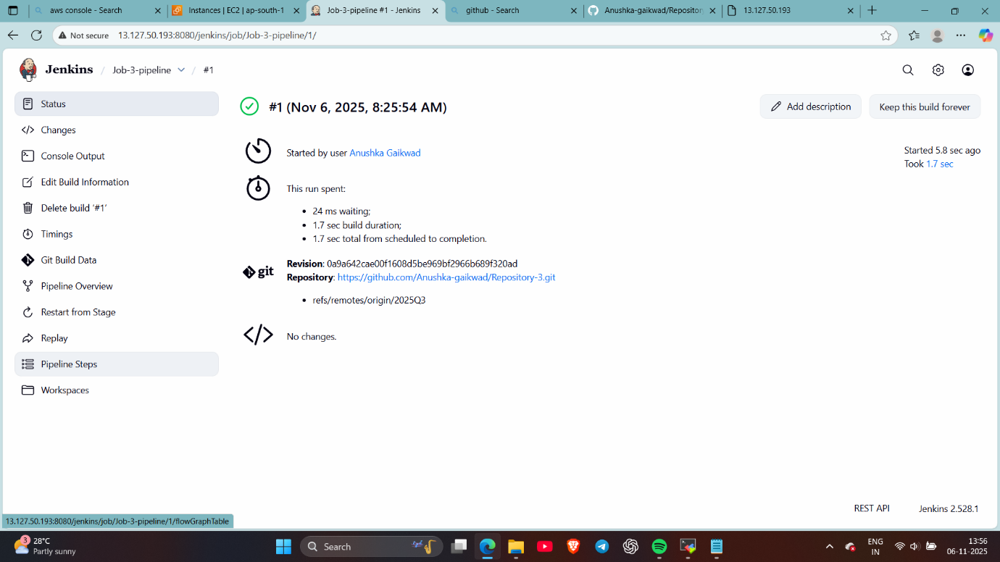 aws console - Search
Instances | EC2 | ap-south-1
Job-3-pipeline #1 - Jenkins
github - Search
Anushka-gaikwad/Repository
13.127.50.193
Not secure
13.127.50.193:8080/jenkins/job/Job-3-pipeline/1/
Jenkins / Job-3-pipeline / #1
Status
Changes
Console Output
Edit Build Information
Delete build ‘#1’
Timings
Git Build Data
Pipeline Overview
Restart from Stage
Replay
Pipeline Steps
Workspaces
#1 (Nov 6, 2025, 8:25:54 AM)
Add description
Keep this build forever
Started by user Anushka Gaikwad
Started 5.8 sec ago
Took 1.7 sec
This run spent:
• 24 ms waiting;
• 1.7 sec build duration;
• 1.7 sec total from scheduled to completion.
git
Revision: 0a9a642cae00f1608d5be969bf2966b689f320ad
Repository: https://github.com/Anushka-gaikwad/Repository-3.git
• refs/remotes/origin/2025Q3
No changes.
REST API
Jenkins 2.528.1
13.127.50.193:8080/jenkins/job/Job-3-pipeline/1/flowGraphTable
3
28°C
Partly sunny
Search
ENG
IN
13:56
06-11-2025